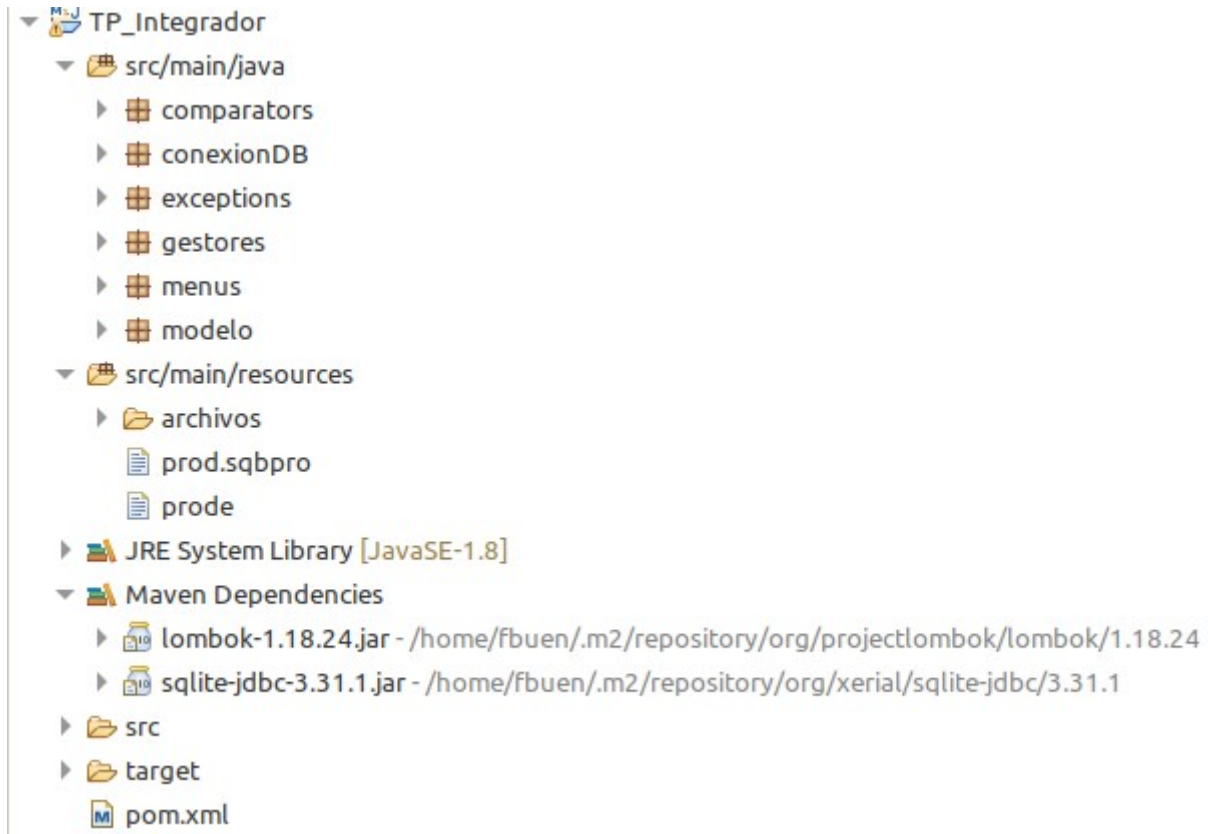 TP_Integrador
src/main/java
comparators
conexionDB
exceptions
gestores
menus
modelo
src/main/resources
archivos
prod.sqbpro
prode
JRE System Library [JavaSE-1.8]
Maven Dependencies
lombok-1.18.24.jar - /home/fbuen/.m2/repository/org/projectlombok/lombok/1.18.24
sqlite-jdbc-3.31.1.jar - /home/fbuen/.m2/repository/org/xerial/sqlite-jdbc/3.31.1
src
target
pom.xml